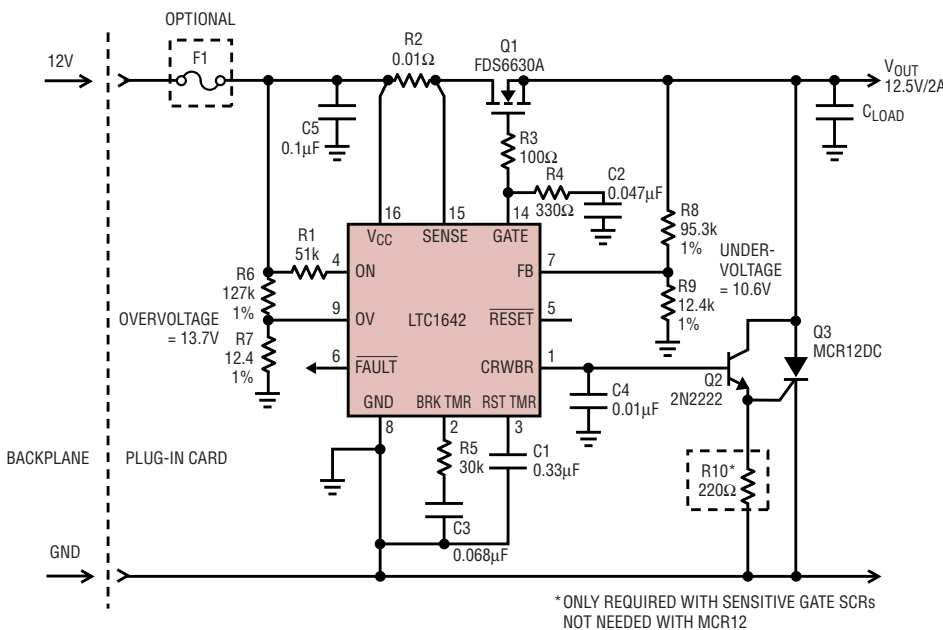 OPTIONAL
F1
12V
R2
0.01Ω
Q1
FDS6630A
VOUT
12.5V/2A
CLOAD
C5
0.1µF
R3
100Ω
R4
330Ω
C2
0.047µF
16
15
14
VCC
SENSE
GATE
R1
51k
4
ON
FB
7
R8
95.3k
1%
UNDER-
VOLTAGE
= 10.6V
R6
127k
1%
9
OV
LTC1642
RESET
5
R9
12.4k
1%
OVERVOLTAGE
= 13.7V
R7
12.4
1%
6
FAULT
CRWBR
1
Q3
MCR12DC
Q2
2N2222
C4
0.01µF
GND
BRK TMR
RST TMR
8
2
3
R5
30k
C1
0.33µF
BACKPLANE
PLUG-IN CARD
R10*
220Ω
C3
0.068µF
GND
*ONLY REQUIRED WITH SENSITIVE GATE SCRs
NOT NEEDED WITH MCR12